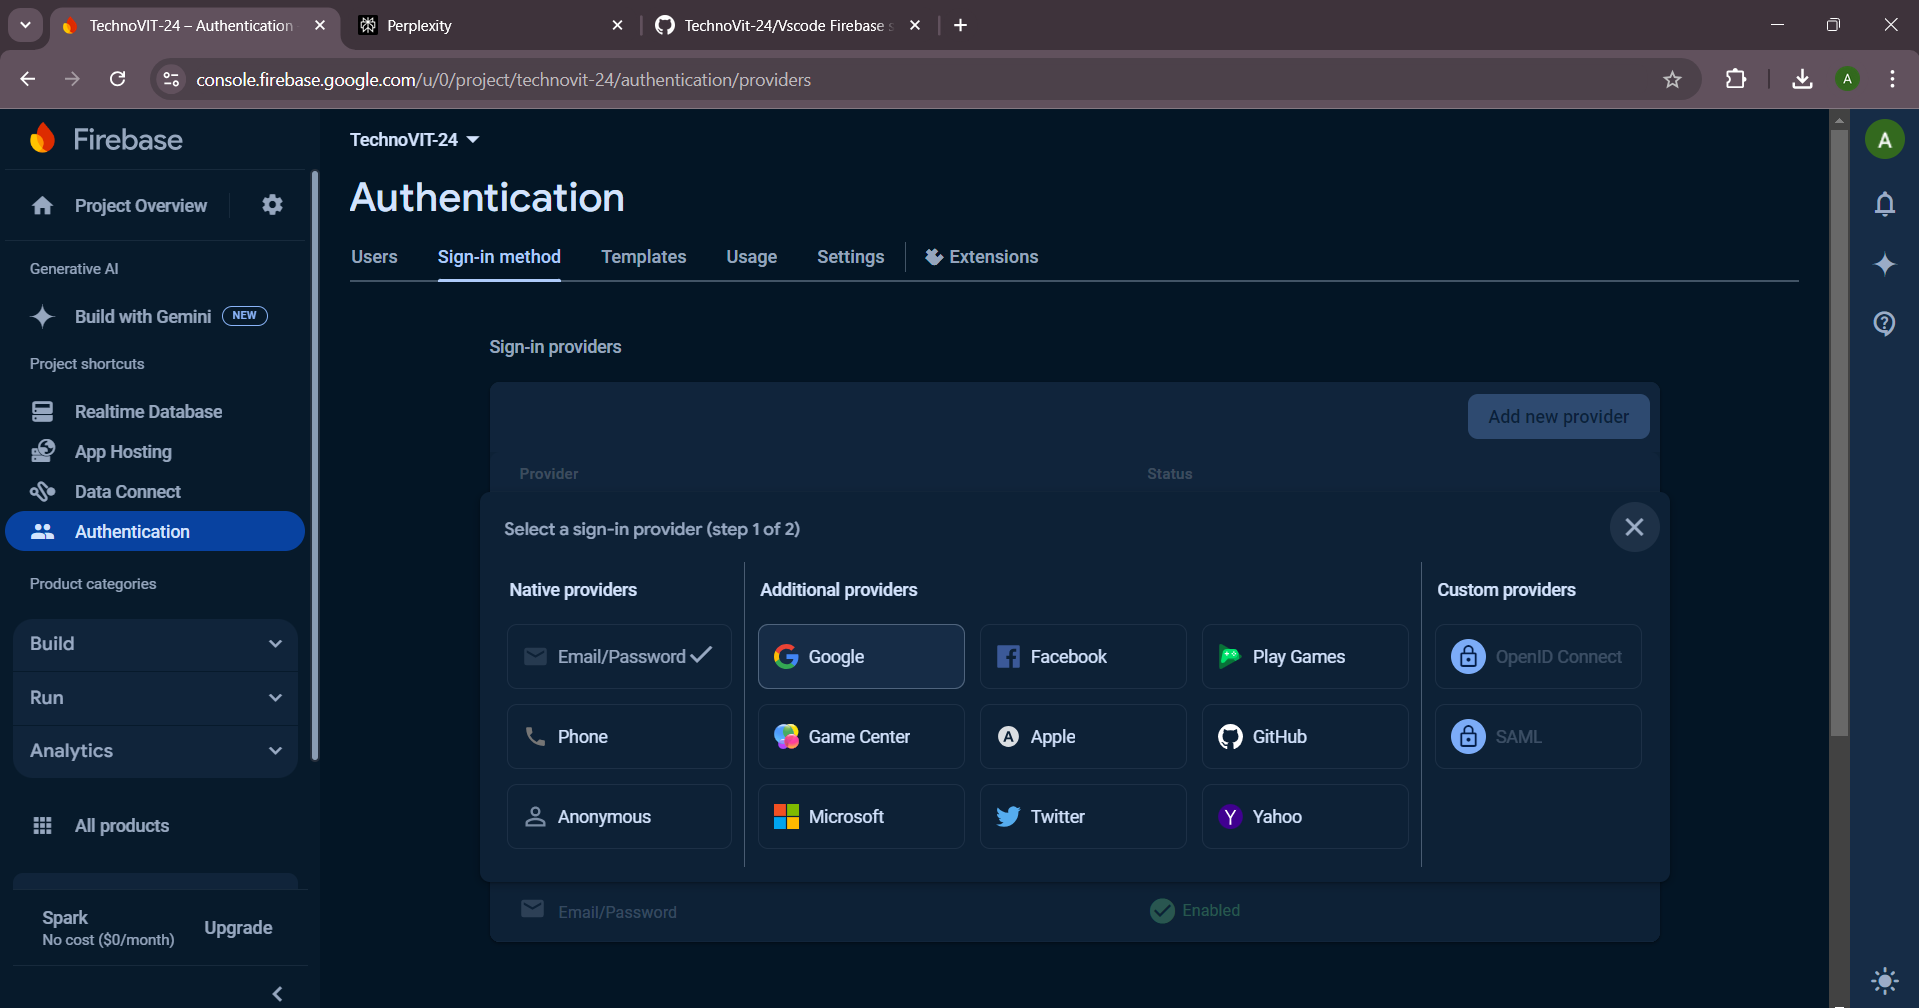 TechnoVIT-24 – Authentication
Perplexity
TechnoVit-24/Vscode Firebase s
console.firebase.google.com/u/0/project/technovit-24/authentication/providers
A
Firebase
Project Overview
Generative AI
Build with Gemini NEW
Project shortcuts
Realtime Database
App Hosting
Data Connect
Authentication
Product categories
Build
Run
Analytics
All products
Spark
No cost ($0/month)
Upgrade
TechnoVIT-24
Authentication
Users Sign-in method Templates Usage Settings Extensions
Sign-in providers
Add new provider
Provider Status
Select a sign-in provider (step 1 of 2)
Native providers
Email/Password
Phone
Anonymous
Additional providers
Google Facebook Play Games
Game Center Apple GitHub
Microsoft Twitter Yahoo
Custom providers
OpenID Connect
SAML
Email/Password Enabled
A